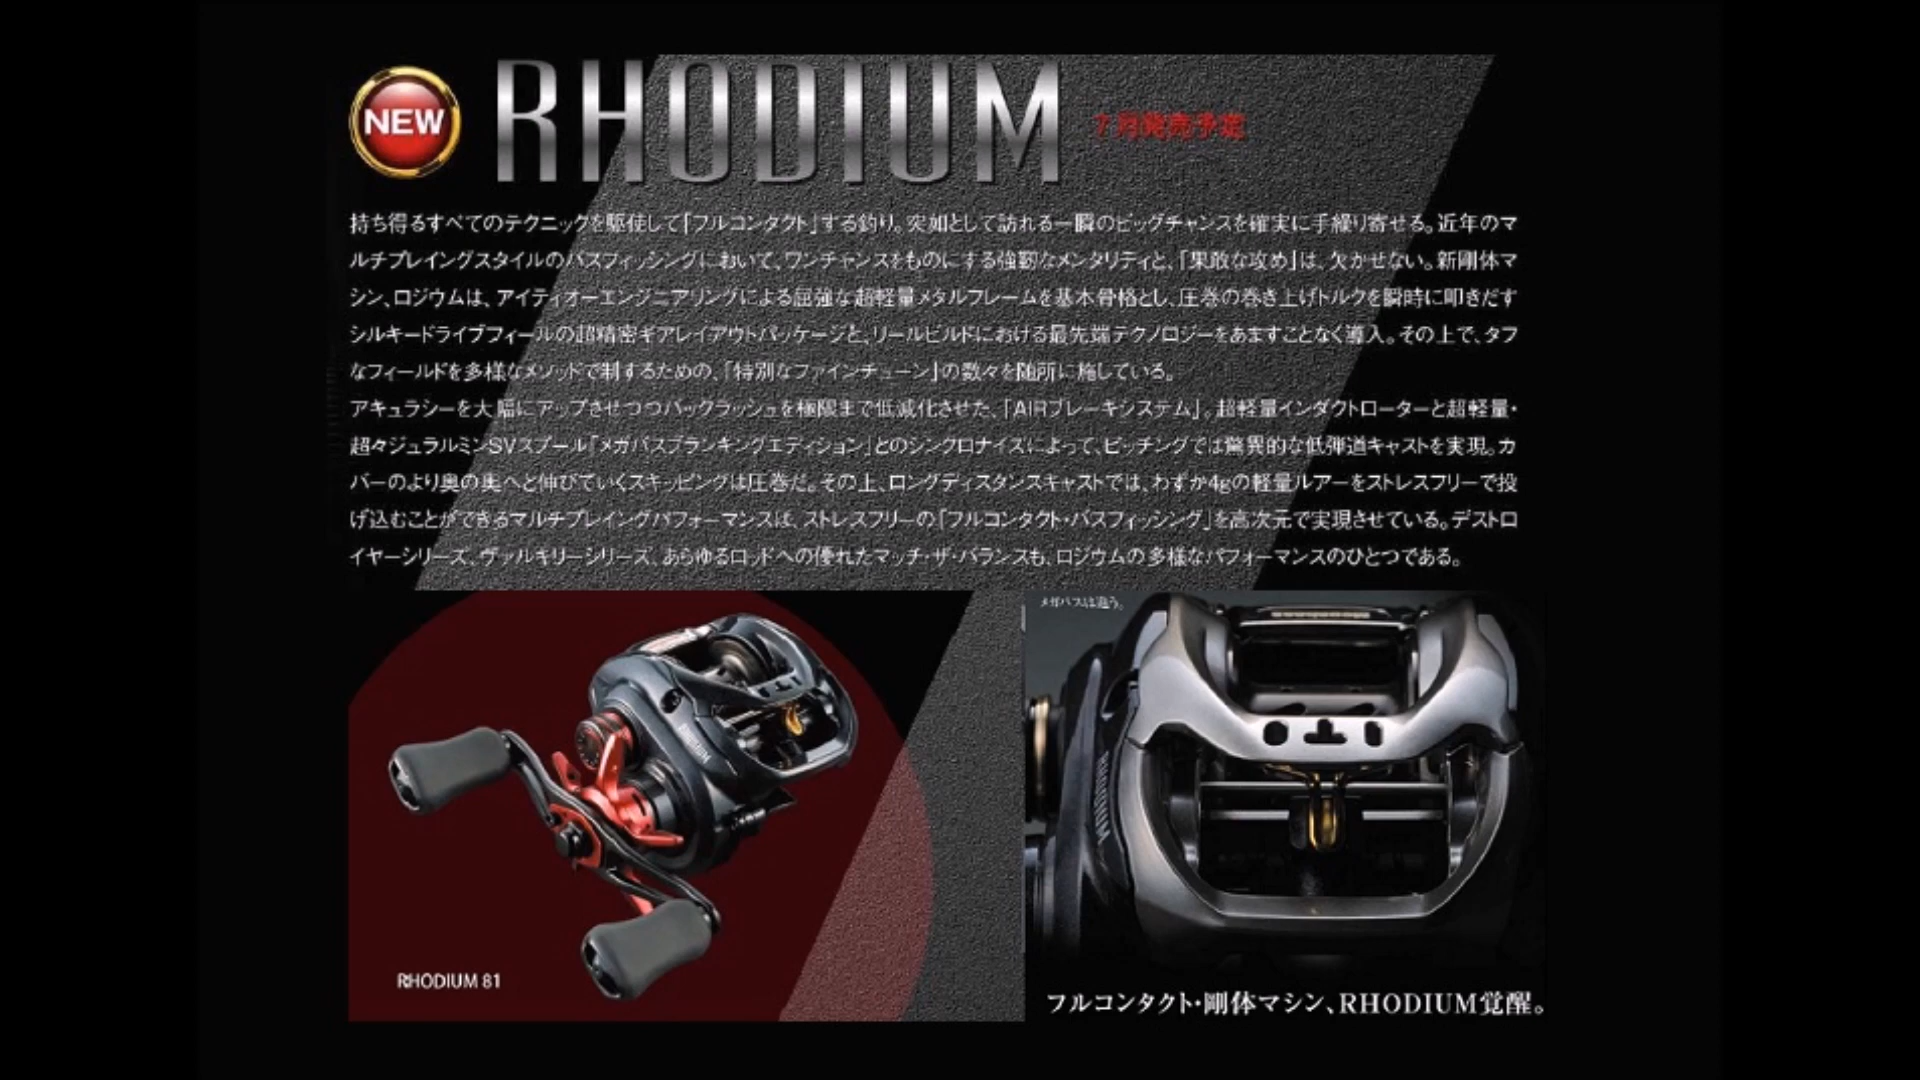 NEW
RHODIUM
7月発売予定
持ち得るすべてのテクニックを駆使して「フルコンタクト」する釣り。突如として訪れる一瞬のビッグチャンスを確実に手繰り寄せる。近年のマ
ルチプレイングスタイルのバスフィッシングにおいて、ワンチャンスをものにする強靭なメンタリティと、「果敢な攻め」は、欠かせない。新剛体マ
シン、ロジウムは、アイティオーエンジニアリングによる屈強な超軽量メタルフレームを基本骨格とし、圧巻の巻き上げトルクを瞬時に叩きだす
シルキードライブフィールの超精密ギアレイアウトパッケージと、リールビルドにおける最先端テクノロジーをあますことなく導入。その上で、タフ
なフィールドを多様なメソッドで制するための、「特別なファインチューン」の数々を随所に施している。
アキュラシーを大幅にアップさせつつバックラッシュを極限まで低減化させた、「AIRブレーキシステム」。超軽量インダクトローターと超軽量・
超々ジュラルミンSVスプール「メガバスブランキングエディション」とのシンクロナイズによって、ピッチングでは驚異的な低弾道キャストを実現。カ
バーのより奥の奥へと伸びていくスキッピングは圧巻だ。その上、ロングディスタンスキャストでは、わずか4gの軽量ルアーをストレスフリーで投
げ込むことができるマルチプレイングパフォーマンスは、ストレスフリーの「フルコンタクト・バスフィッシング」を高次元で実現させている。デストロ
イヤーシリーズ、ヴァルキリーシリーズ、あらゆるロッドへの優れたマッチ・ザ・バランスも、ロジウムの多様なパフォーマンスのひとつである。
メガバスは違う。
RHODIUM
RHODIUM
RHODIUM 81
フルコンタクト・剛体マシン、RHODIUM覚醒。